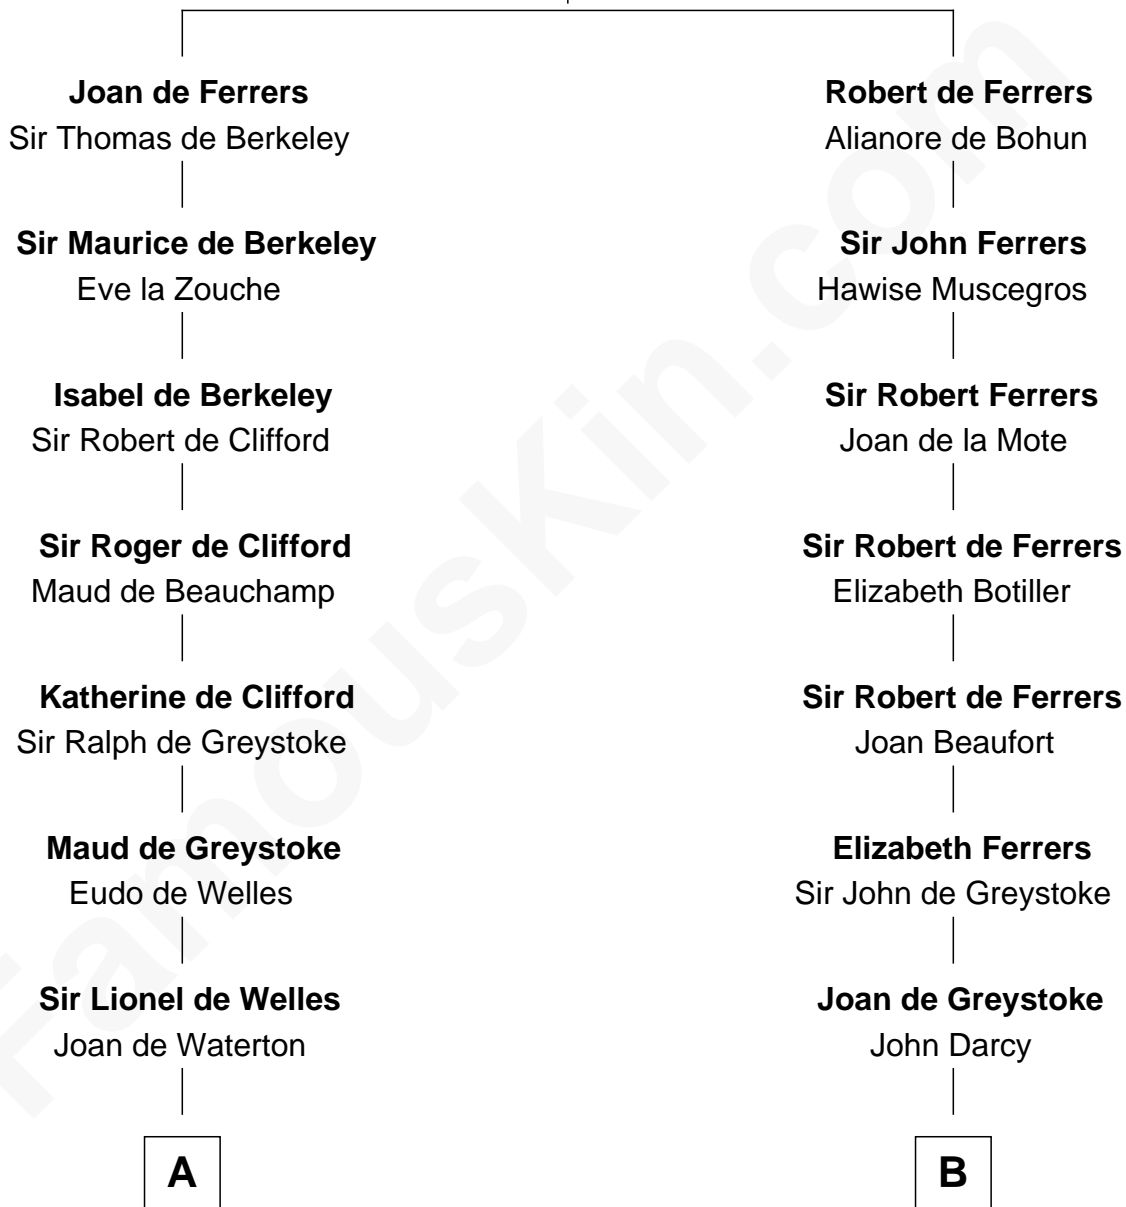 Joan de Ferrers
Sir Thomas de Berkeley
Sir Maurice de Berkeley
Eve la Zouche
Isabel de Berkeley
Sir Robert de Clifford
Sir Roger de Clifford
Maud de Beauchamp
Katherine de Clifford
Sir Ralph de Greystoke
Maud de Greystoke
Eudo de Welles
Sir Lionel de Welles
Joan de Waterton
A
Robert de Ferrers
Alianore de Bohun
Sir John Ferrers
Hawise Muscegros
Sir Robert Ferrers
Joan de la Mote
Sir Robert de Ferrers
Elizabeth Botiller
Sir Robert de Ferrers
Joan Beaufort
Elizabeth Ferrers
Sir John de Greystoke
Joan de Greystoke
John Darcy
B
FamousKin.com